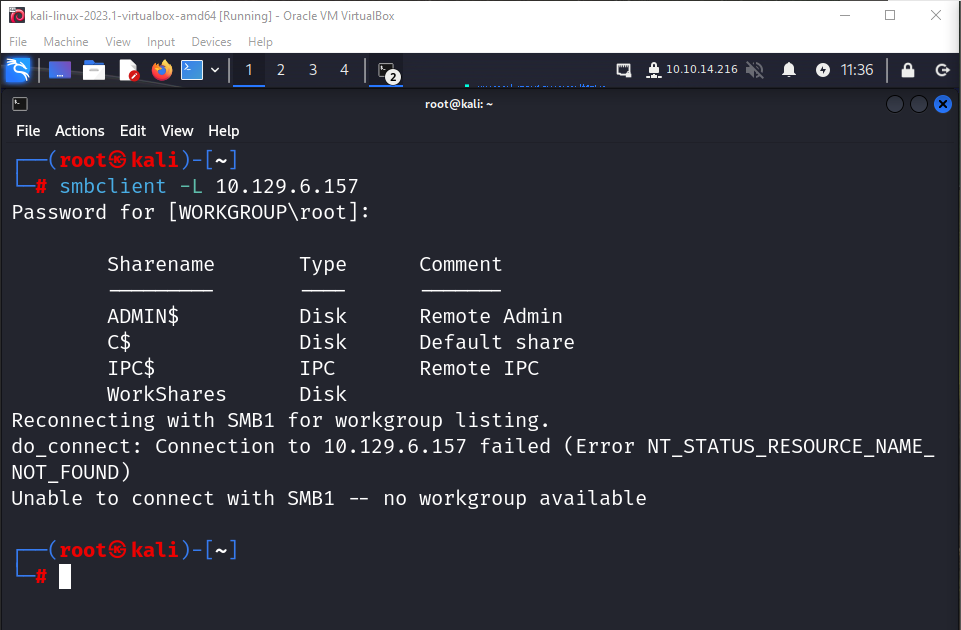 kali-linux-2023.1-virtualbox-amd64 [Running] - Oracle VM VirtualBox
File Machine View Input Devices Help
1 2 3 4 2 10.10.14.216 11:36
root@kali: ~
File Actions Edit View Help
┌──(root㉿kali)-[~]
└─# smbclient -L 10.129.6.157
Password for [WORKGROUP\root]:
Sharename Type Comment
--------- ---- -------
ADMIN$ Disk Remote Admin
C$ Disk Default share
IPC$ IPC Remote IPC
WorkShares Disk
Reconnecting with SMB1 for workgroup listing.
do_connect: Connection to 10.129.6.157 failed (Error NT_STATUS_RESOURCE_NAME_
NOT_FOUND)
Unable to connect with SMB1 -- no workgroup available
┌──(root㉿kali)-[~]
└─#